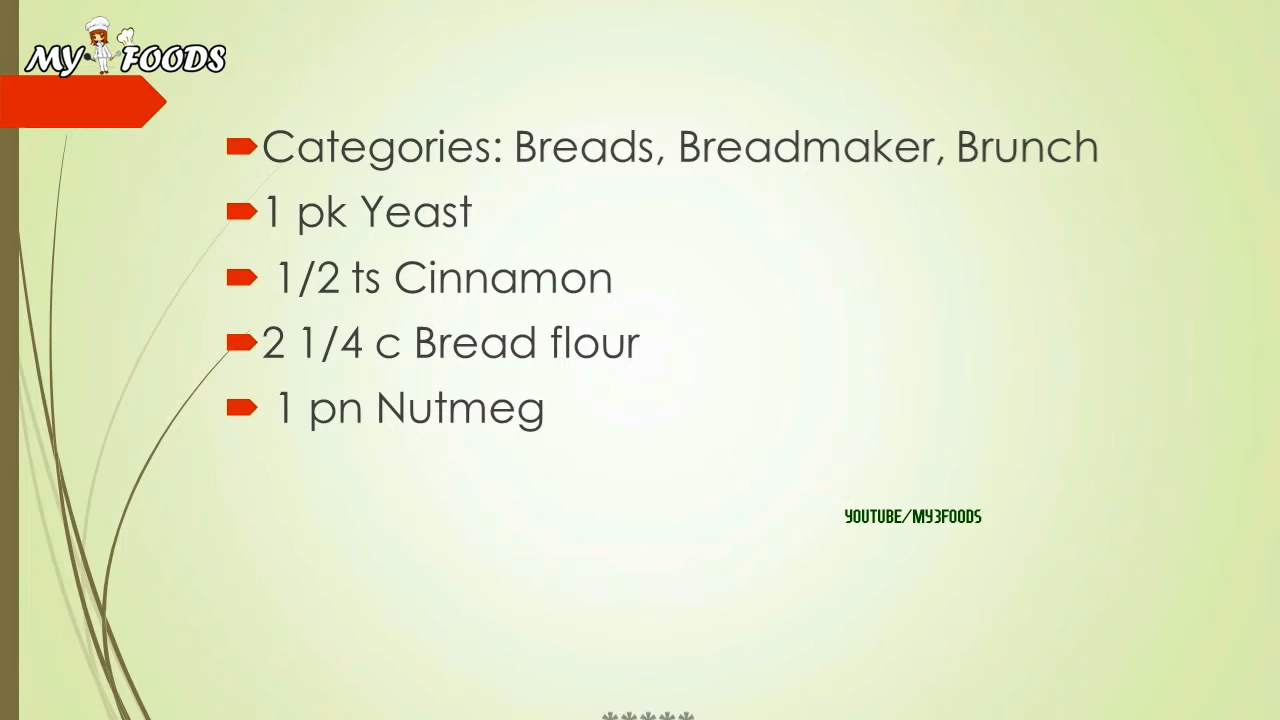 MY FOODS
Categories: Breads, Breadmaker, Brunch
1 pk Yeast
1/2 ts Cinnamon
2 1/4 c Bread flour
1 pn Nutmeg
YOUTUBE/MY3FOODS
*****